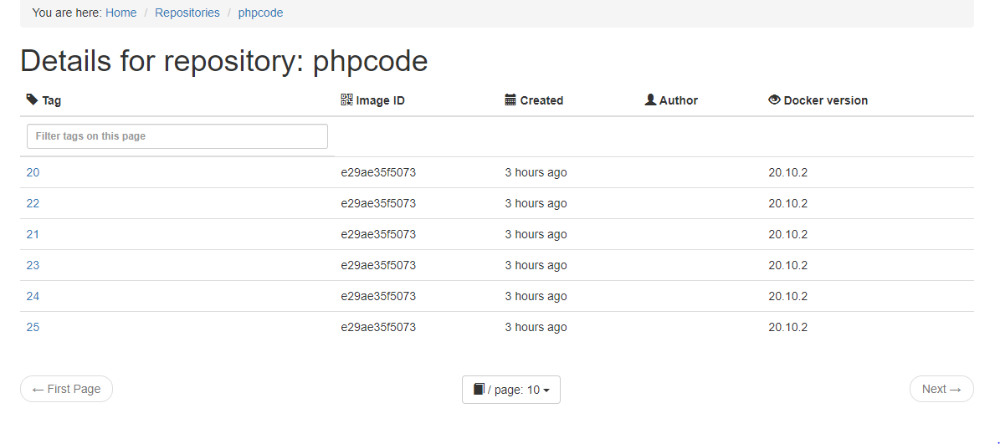 You are here: Home / Repositories / phpcode
Details for repository: phpcode
Tag Image ID Created Author Docker version
Filter tags on this page
20 e29ae35f5073 3 hours ago 20.10.2
22 e29ae35f5073 3 hours ago 20.10.2
21 e29ae35f5073 3 hours ago 20.10.2
23 e29ae35f5073 3 hours ago 20.10.2
24 e29ae35f5073 3 hours ago 20.10.2
25 e29ae35f5073 3 hours ago 20.10.2
← First Page / page: 10 Next →